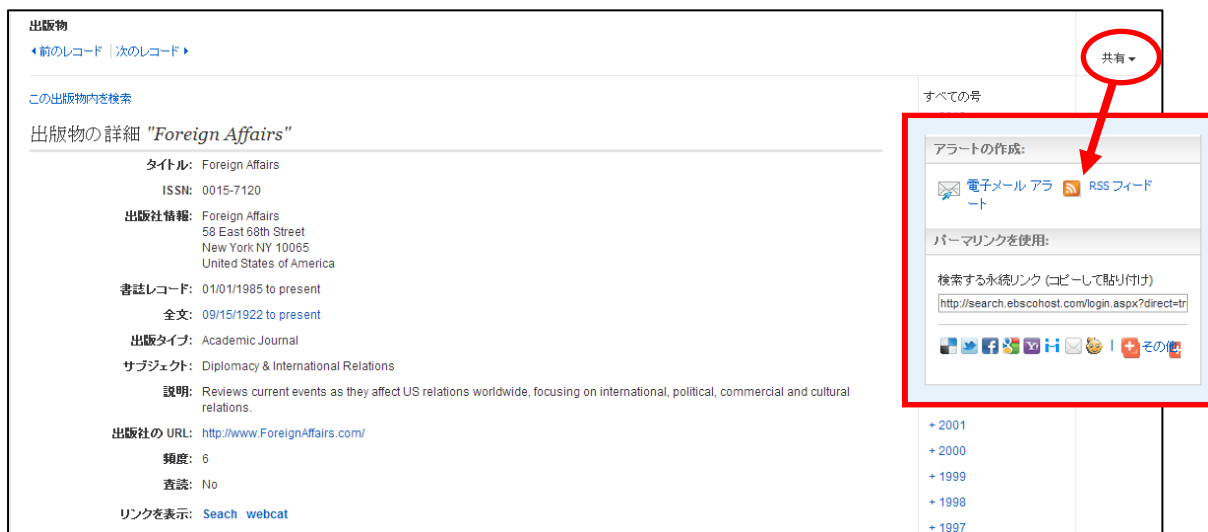 出版物
前のレコード 次のレコード
共有
この出版物内を検索
すべての号
出版物の詳細 "Foreign Affairs"
タイトル: Foreign Affairs
ISSN: 0015-7120
出版社情報: Foreign Affairs
58 East 68th Street
New York NY 10065
United States of America
書誌レコード: 01/01/1985 to present
全文: 09/15/1922 to present
出版タイプ: Academic Journal
サブジェクト: Diplomacy & International Relations
説明: Reviews current events as they affect US relations worldwide, focusing on international, political, commercial and cultural
relations.
出版社の URL: http://www.ForeignAffairs.com/
頻度: 6
査読: No
リンクを表示: Seach webcat
アラートの作成:
電子メール アラ
ート
RSS フィード
パーマリンクを使用:
検索する永続リンク (コピーして貼り付け)
http://search.ebscohost.com/login.aspx?direct=tr
その他
+ 2001
+ 2000
+ 1999
+ 1998
+ 1997